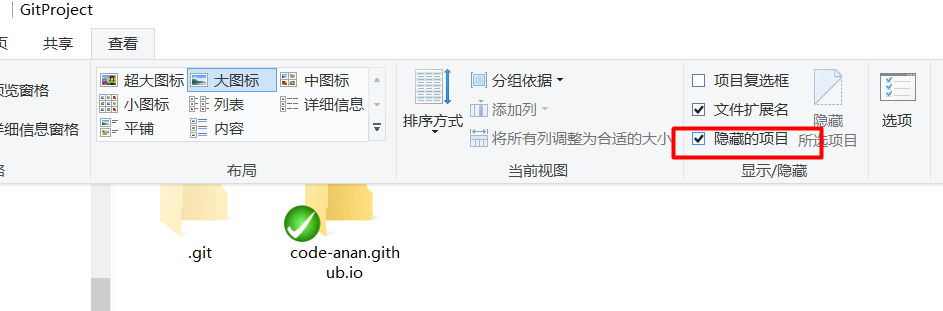 GitProject
页 共享 查看
预览窗格
详细信息窗格
格
超大图标 大图标 中图标
小图标 列表 详细信息
平铺 内容
布局
排序方式
分组依据
添加列
将所有列调整为合适的大小
当前视图
项目复选框
文件扩展名
隐藏的项目
隐藏
所选项目
显示/隐藏
选项
.git
code-anan.gith
ub.io